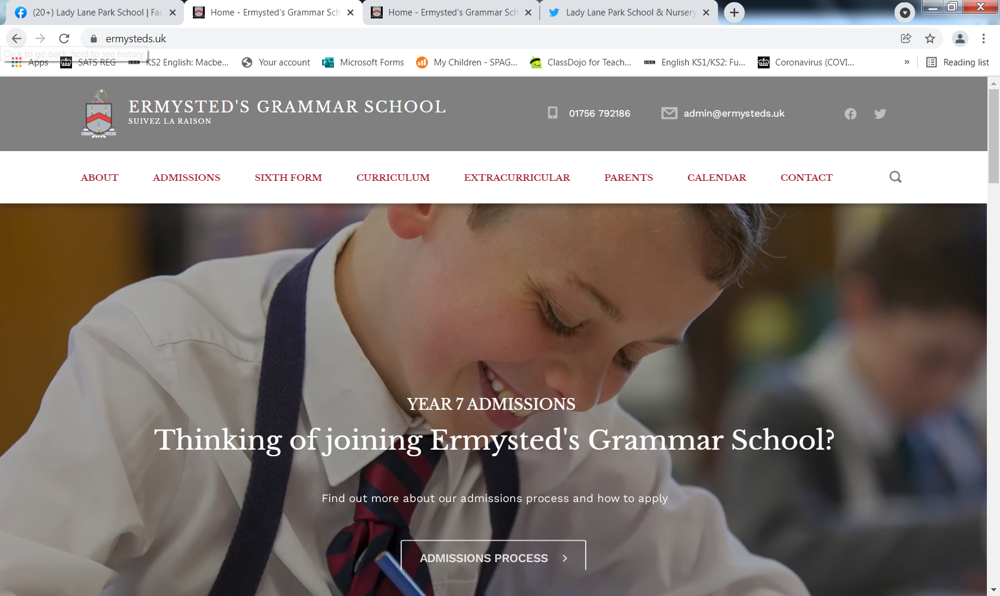 (20+) Lady Lane Park School | Fac
Home - Ermysted's Grammar Sch
Home - Ermysted's Grammar Sch
Lady Lane Park School & Nursery
ermysteds.uk
Click to go back, hold to see history
Apps
SATS REG
BBC
KS2 English: Macbe...
Your account
Microsoft Forms
My Children - SPAG...
ClassDojo for Teach...
BBC
English KS1/KS2: Fu...
Coronavirus (COVI...
»
Reading list
ERMYSTED'S GRAMMAR SCHOOL
SUIVEZ LA RAISON
SUIVEZ LA RAISON
01756 792186
admin@ermysteds.uk
ABOUT
ADMISSIONS
SIXTH FORM
CURRICULUM
EXTRACURRICULAR
PARENTS
CALENDAR
CONTACT
YEAR 7 ADMISSIONS
Thinking of joining Ermysted's Grammar School?
Find out more about our admissions process and how to apply
ADMISSIONS PROCESS